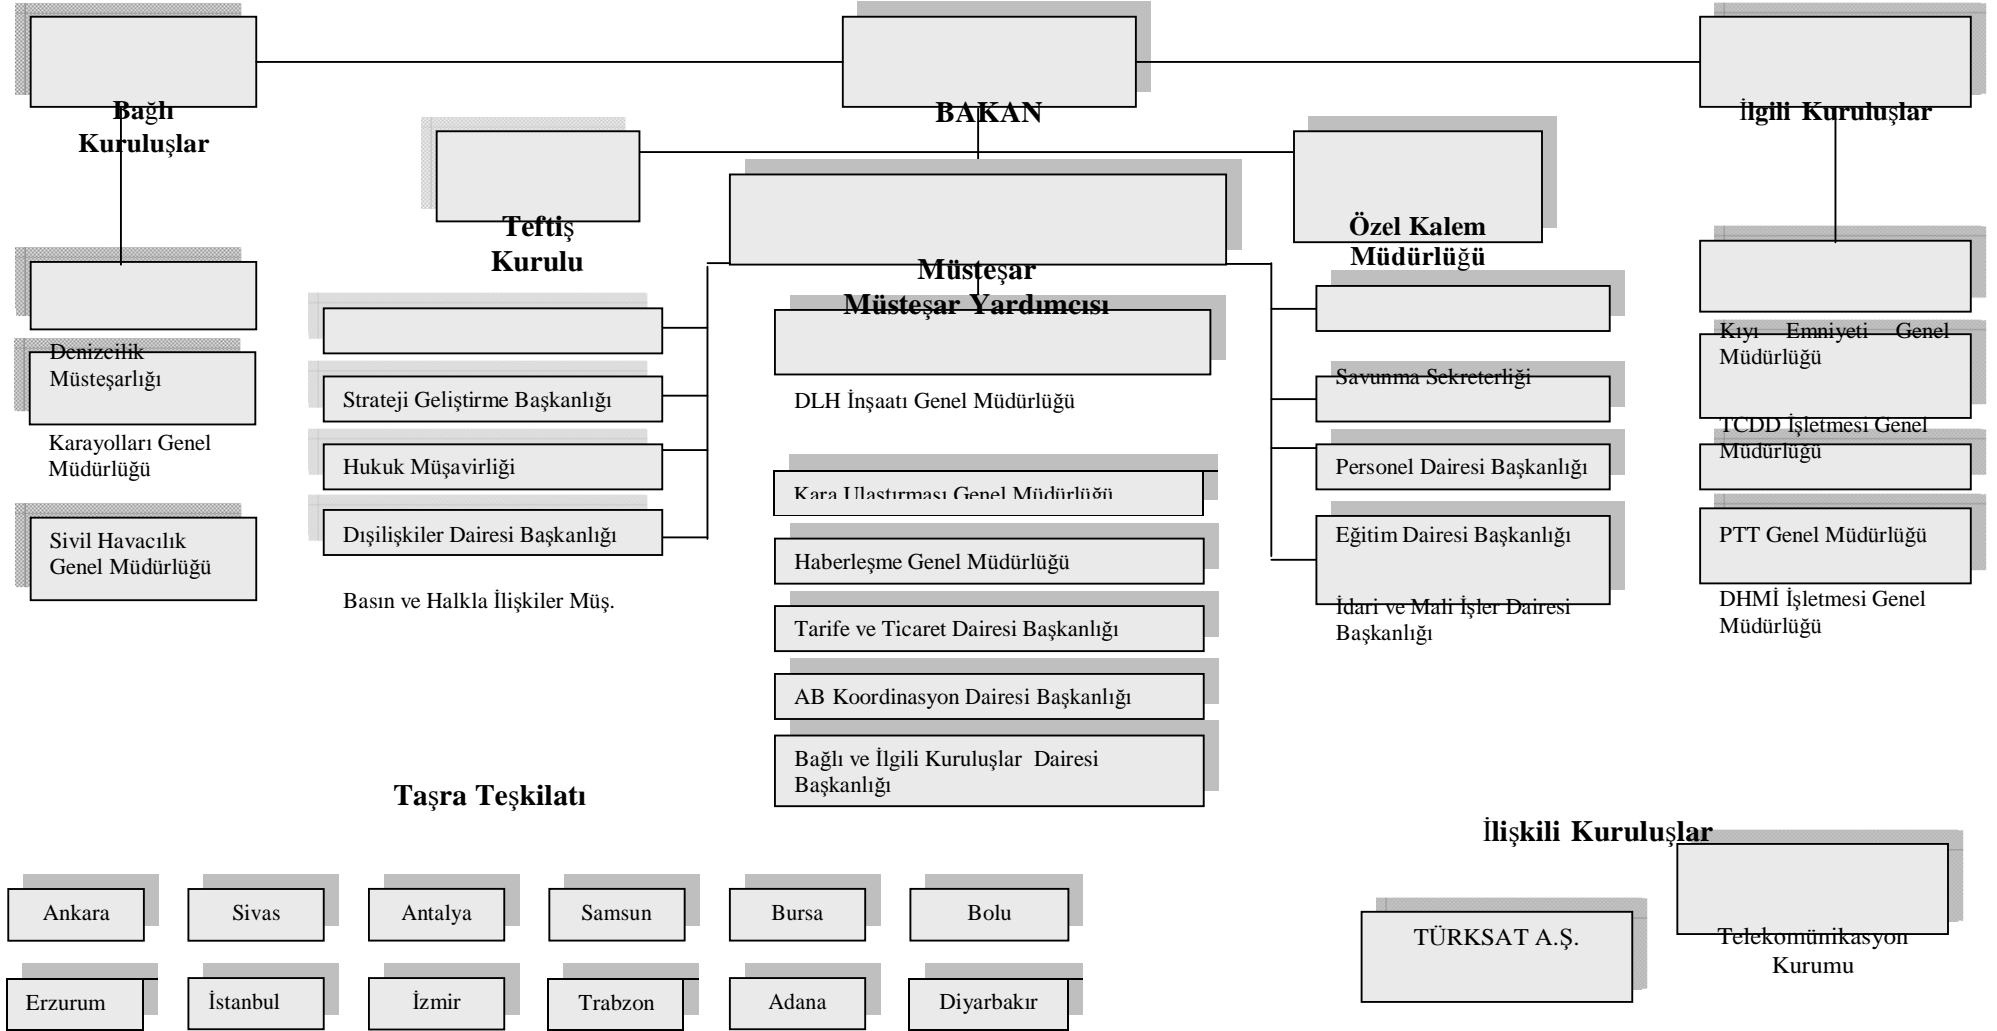 Bağlı
Kuruluşlar
BAKAN
İlgili Kuruluşlar
Teftiş
Kurulu
Özel Kalem
Müdürlüğü
Müsteşar
Müsteşar Yardımcısı
Denizcilik
Müsteşarlığı
Karayolları Genel
Müdürlüğü
Sivil Havacılık
Genel Müdürlüğü
Strateji Geliştirme Başkanlığı
Hukuk Müşavirliği
Dışilişkiler Dairesi Başkanlığı
Basın ve Halkla İlişkiler Müş.
DLH İnşaatı Genel Müdürlüğü
Kara Ulaştırması Genel Müdürlüğü
Haberleşme Genel Müdürlüğü
Tarife ve Ticaret Dairesi Başkanlığı
AB Koordinasyon Dairesi Başkanlığı
Bağlı ve İlgili Kuruluşlar Dairesi
Başkanlığı
Savunma Sekreterliği
Personel Dairesi Başkanlığı
Eğitim Dairesi Başkanlığı
İdari ve Mali İşler Dairesi
Başkanlığı
Kıyı Emniyeti Genel
Müdürlüğü
TCDD İşletmesi Genel
Müdürlüğü
PTT Genel Müdürlüğü
DHMİ İşletmesi Genel
Müdürlüğü
Taşra Teşkilatı
İlişkili Kuruluşlar
Ankara
Sivas
Antalya
Samsun
Bursa
Bolu
TÜRKSAT A.Ş.
Telekomünikasyon
Kurumu
Erzurum
İstanbul
İzmir
Trabzon
Adana
Diyarbakır